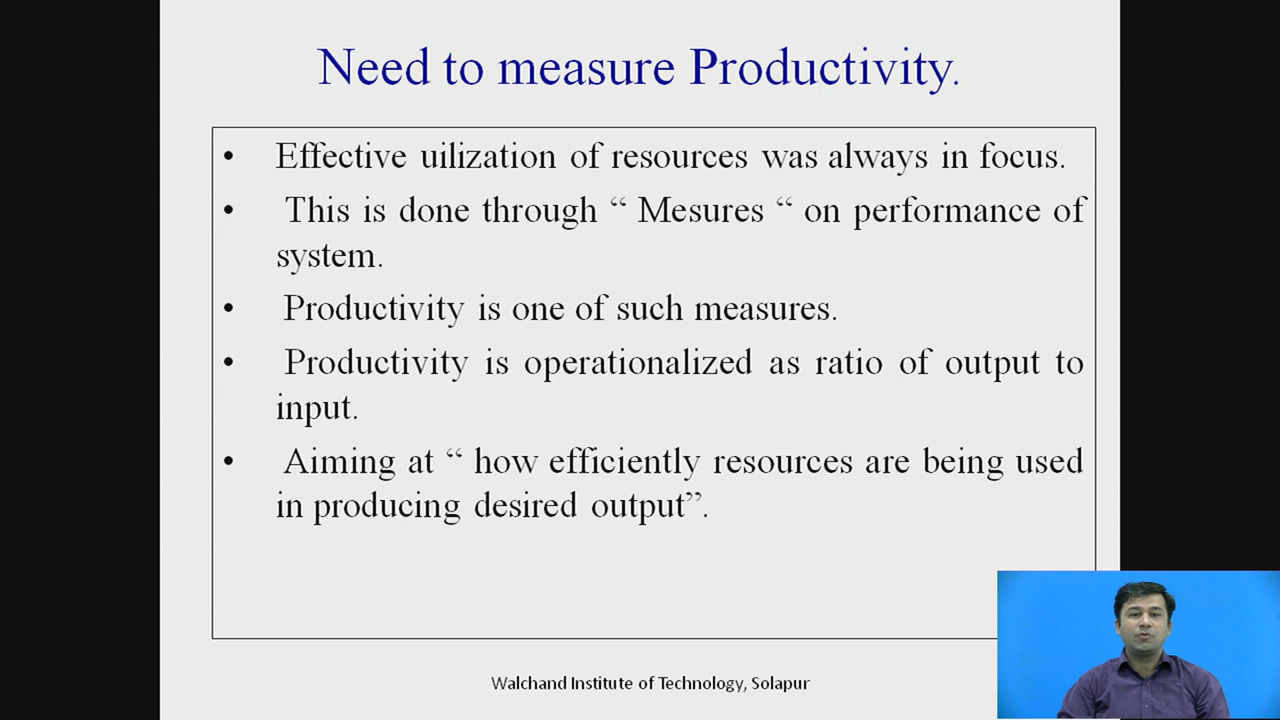 Need to measure Productivity.
• Effective uilization of resources was always in focus.
• This is done through “ Mesures “ on performance of
system.
• Productivity is one of such measures.
• Productivity is operationalized as ratio of output to
input.
• Aiming at “ how efficiently resources are being used
in producing desired output”.
Walchand Institute of Technology, Solapur